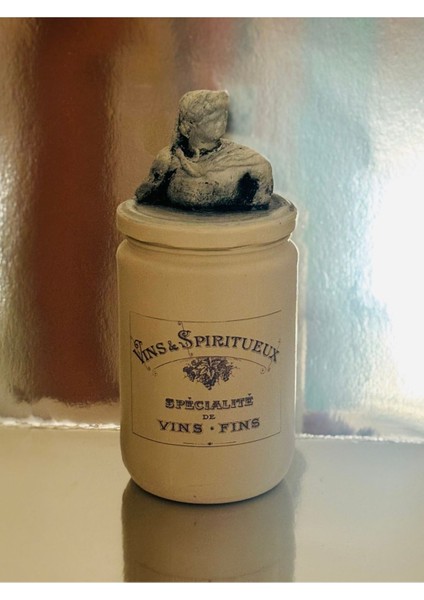 VINS & SPIRITUEUX
SPÉCIALITÉ
DE
VINS · FINS